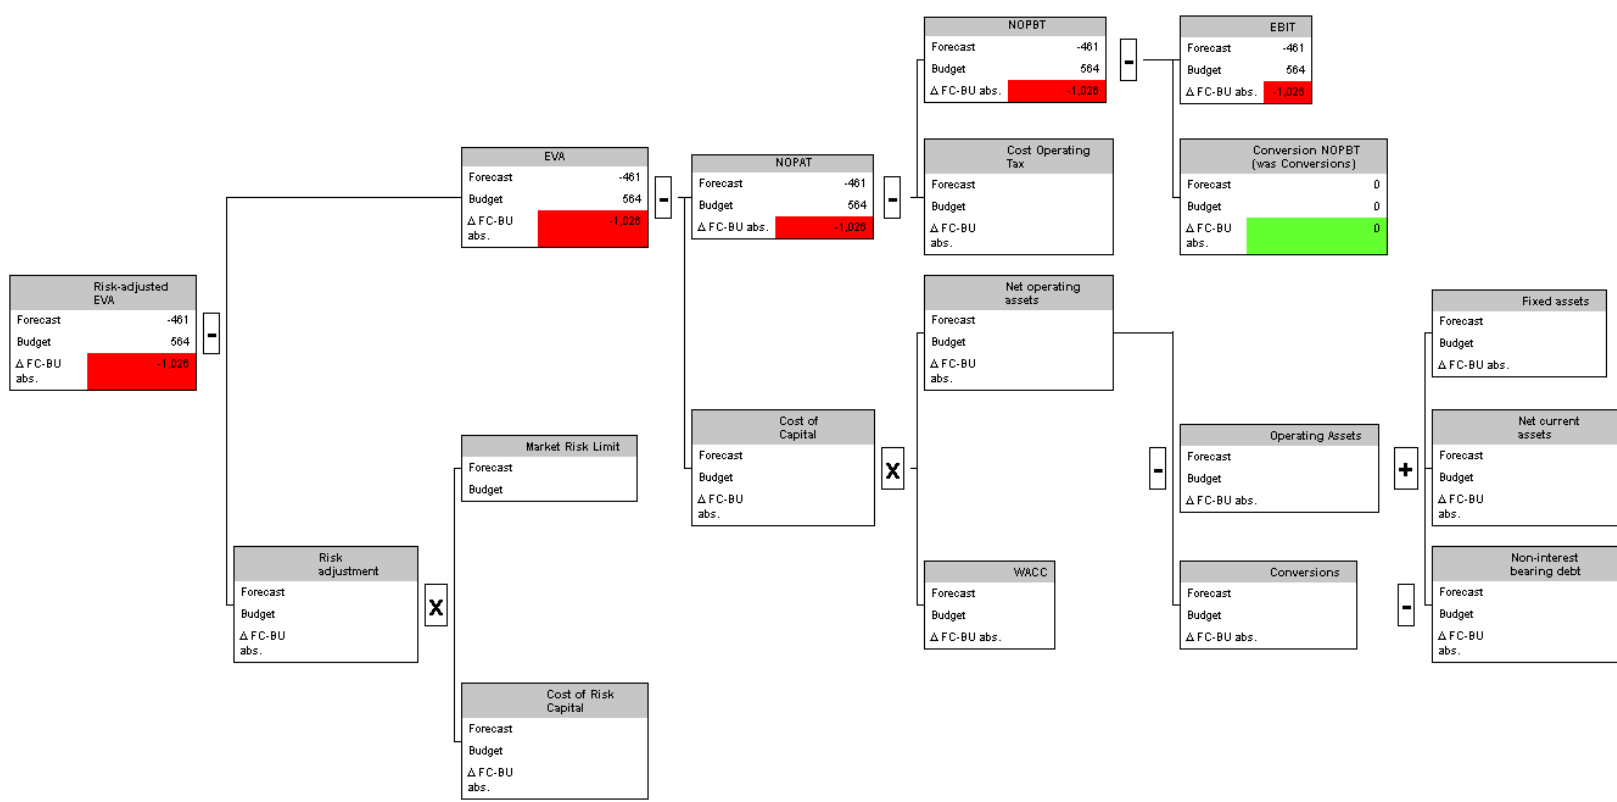 NOPBT
Forecast -461
Budget 564
Δ FC-BU abs. -1,026
-
EBIT
Forecast -461
Budget 564
Δ FC-BU abs. -1,026
EVA
Forecast -461
Budget 564
Δ FC-BU
abs. -1,026
-
NOPAT
Forecast -461
Budget 564
Δ FC-BU abs. -1,026
-
Cost Operating
Tax
Forecast
Budget
Δ FC-BU
abs.
Conversion NOPBT
(was Conversions)
Forecast 0
Budget 0
Δ FC-BU
abs. 0
Risk-adjusted
EVA
Forecast -461
Budget 564
Δ FC-BU
abs. -1,026
-
Net operating
assets
Forecast
Budget
Δ FC-BU
abs.
Fixed assets
Forecast
Budget
Δ FC-BU abs.
Market Risk Limit
Forecast
Budget
Cost of
Capital
Forecast
Budget
Δ FC-BU
abs.
X
-
Operating Assets
Forecast
Budget
Δ FC-BU abs.
+
Net current
assets
Forecast
Budget
Δ FC-BU
abs.
Risk
adjustment
Forecast
Budget
Δ FC-BU
abs.
X
WACC
Forecast
Budget
Δ FC-BU abs.
Conversions
Forecast
Budget
Δ FC-BU abs.
-
Non-interest
bearing debt
Forecast
Budget
Δ FC-BU
abs.
Cost of Risk
Capital
Forecast
Budget
Δ FC-BU
abs.